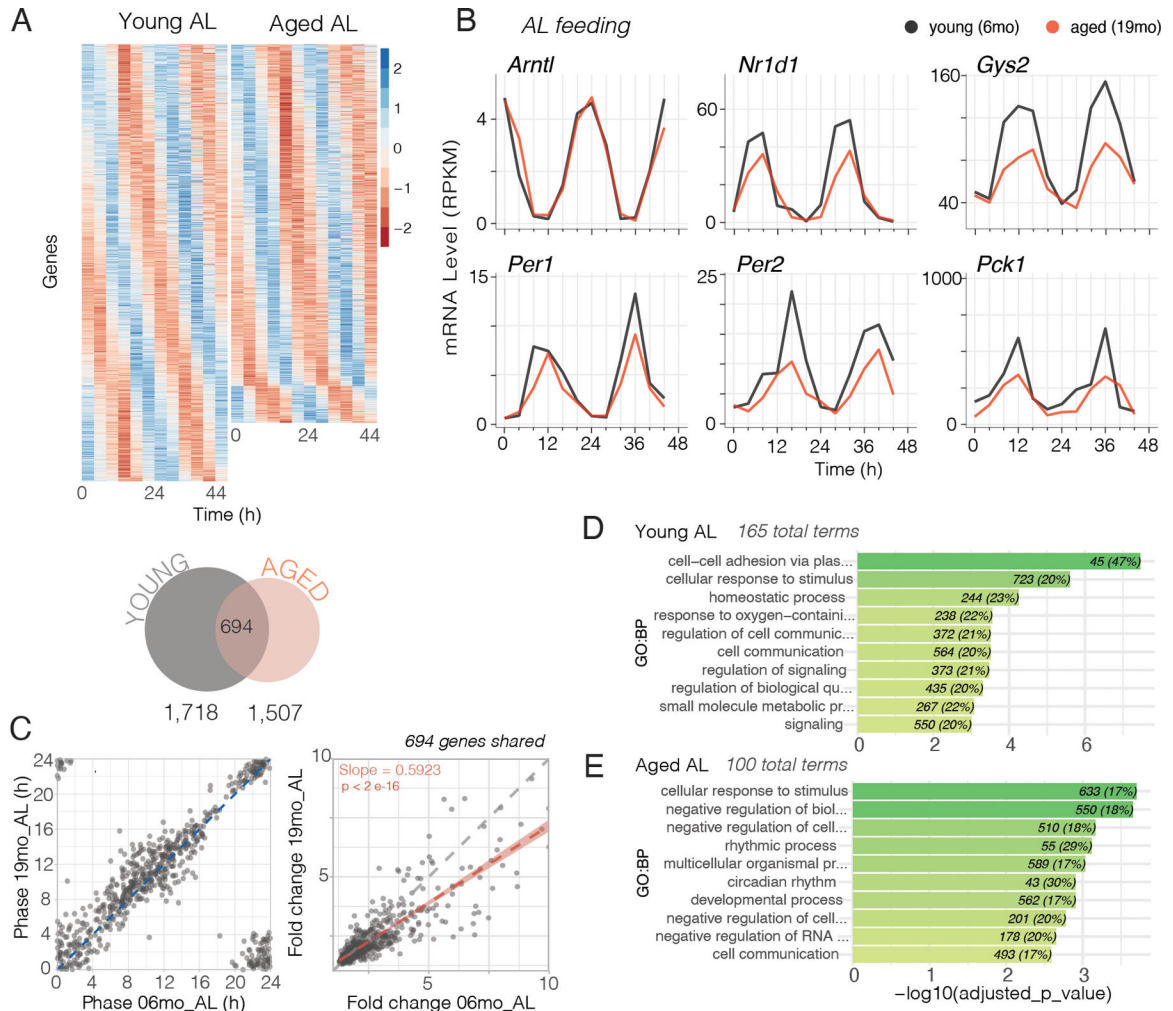 A
Young AL
Aged AL
2
1
0
−1
−2
Genes
0
24
44
0
24
44
Time (h)
YOUNG
AGED
694
1,718
1,507
B
AL feeding
young (6mo)
aged (19mo)
mRNA Level (RPKM)
Arntl
4
0
Nr1d1
60
30
0
Gys2
160
40
Per1
15
0
0
12
24
36
48
Per2
25
0
0
12
24
36
48
Pck1
1000
0
0
12
24
36
48
Time (h)
C
Phase 19mo_AL (h)
24
20
16
12
8
4
0
0
4
8
12
16
20
24
Phase 06mo_AL (h)
694 genes shared
Slope = 0.5923
p < 2 e-16
Fold change 19mo_AL
10
5
5
10
Fold change 06mo_AL
D
Young AL
165 total terms
GO:BP
cell−cell adhesion via plas...
45 (47%)
cellular response to stimulus
723 (20%)
homeostatic process
244 (23%)
response to oxygen−containi...
238 (22%)
regulation of cell communic...
372 (21%)
cell communication
564 (20%)
regulation of signaling
373 (21%)
regulation of biological qu...
435 (20%)
small molecule metabolic pr...
267 (22%)
signaling
550 (20%)
0
2
4
6
E
Aged AL
100 total terms
GO:BP
cellular response to stimulus
633 (17%)
negative regulation of biol...
550 (18%)
negative regulation of cell...
510 (18%)
rhythmic process
55 (29%)
multicellular organismal pr...
589 (17%)
circadian rhythm
43 (30%)
developmental process
562 (17%)
negative regulation of cell...
201 (20%)
negative regulation of RNA ...
178 (20%)
cell communication
493 (17%)
0
1
2
3
−log10(adjusted_p_value)